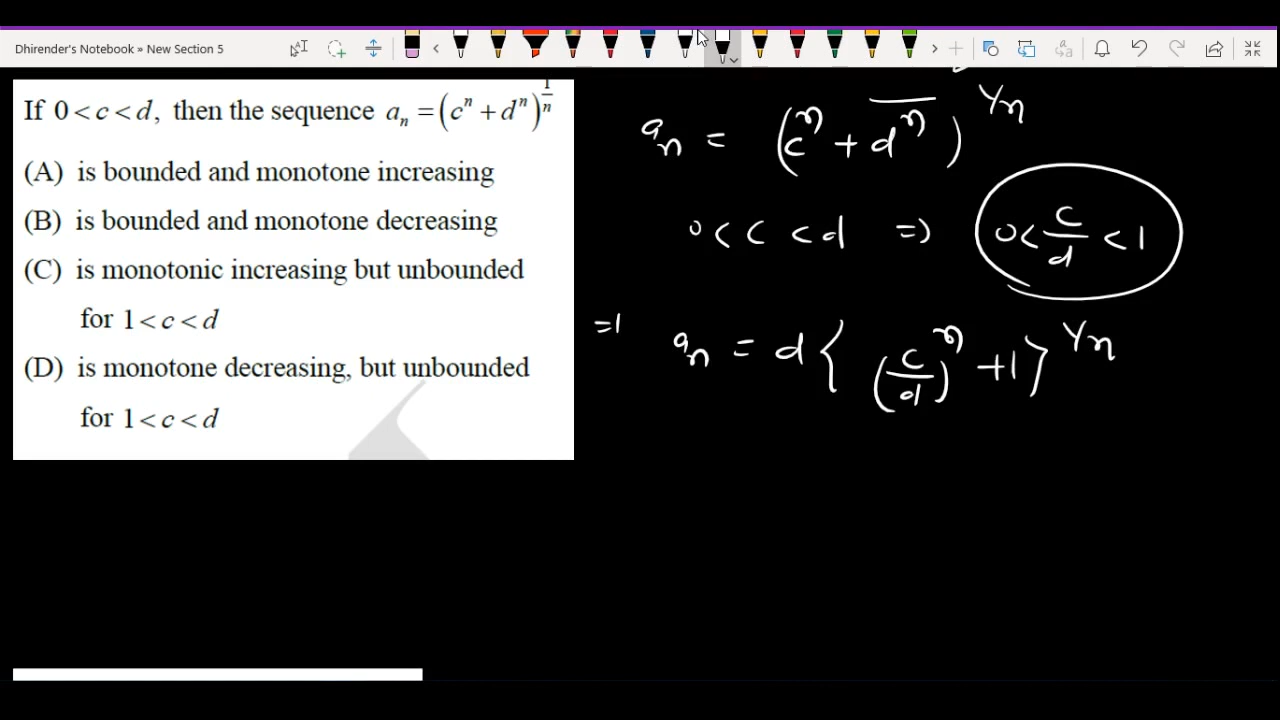 Dhirender's Notebook » New Section 5
If 0 < c < d, then the sequence aₙ = (cⁿ + dⁿ)^(1/n)
(A) is bounded and monotone increasing
(B) is bounded and monotone decreasing
(C) is monotonic increasing but unbounded
for 1 < c < d
(D) is monotone decreasing, but unbounded
for 1 < c < d
aₙ = (cⁿ + dⁿ)^(1/n)
0 < c < d => 0 < c/d < 1
=) aₙ = d{(c/d)ⁿ + 1}^(1/n)